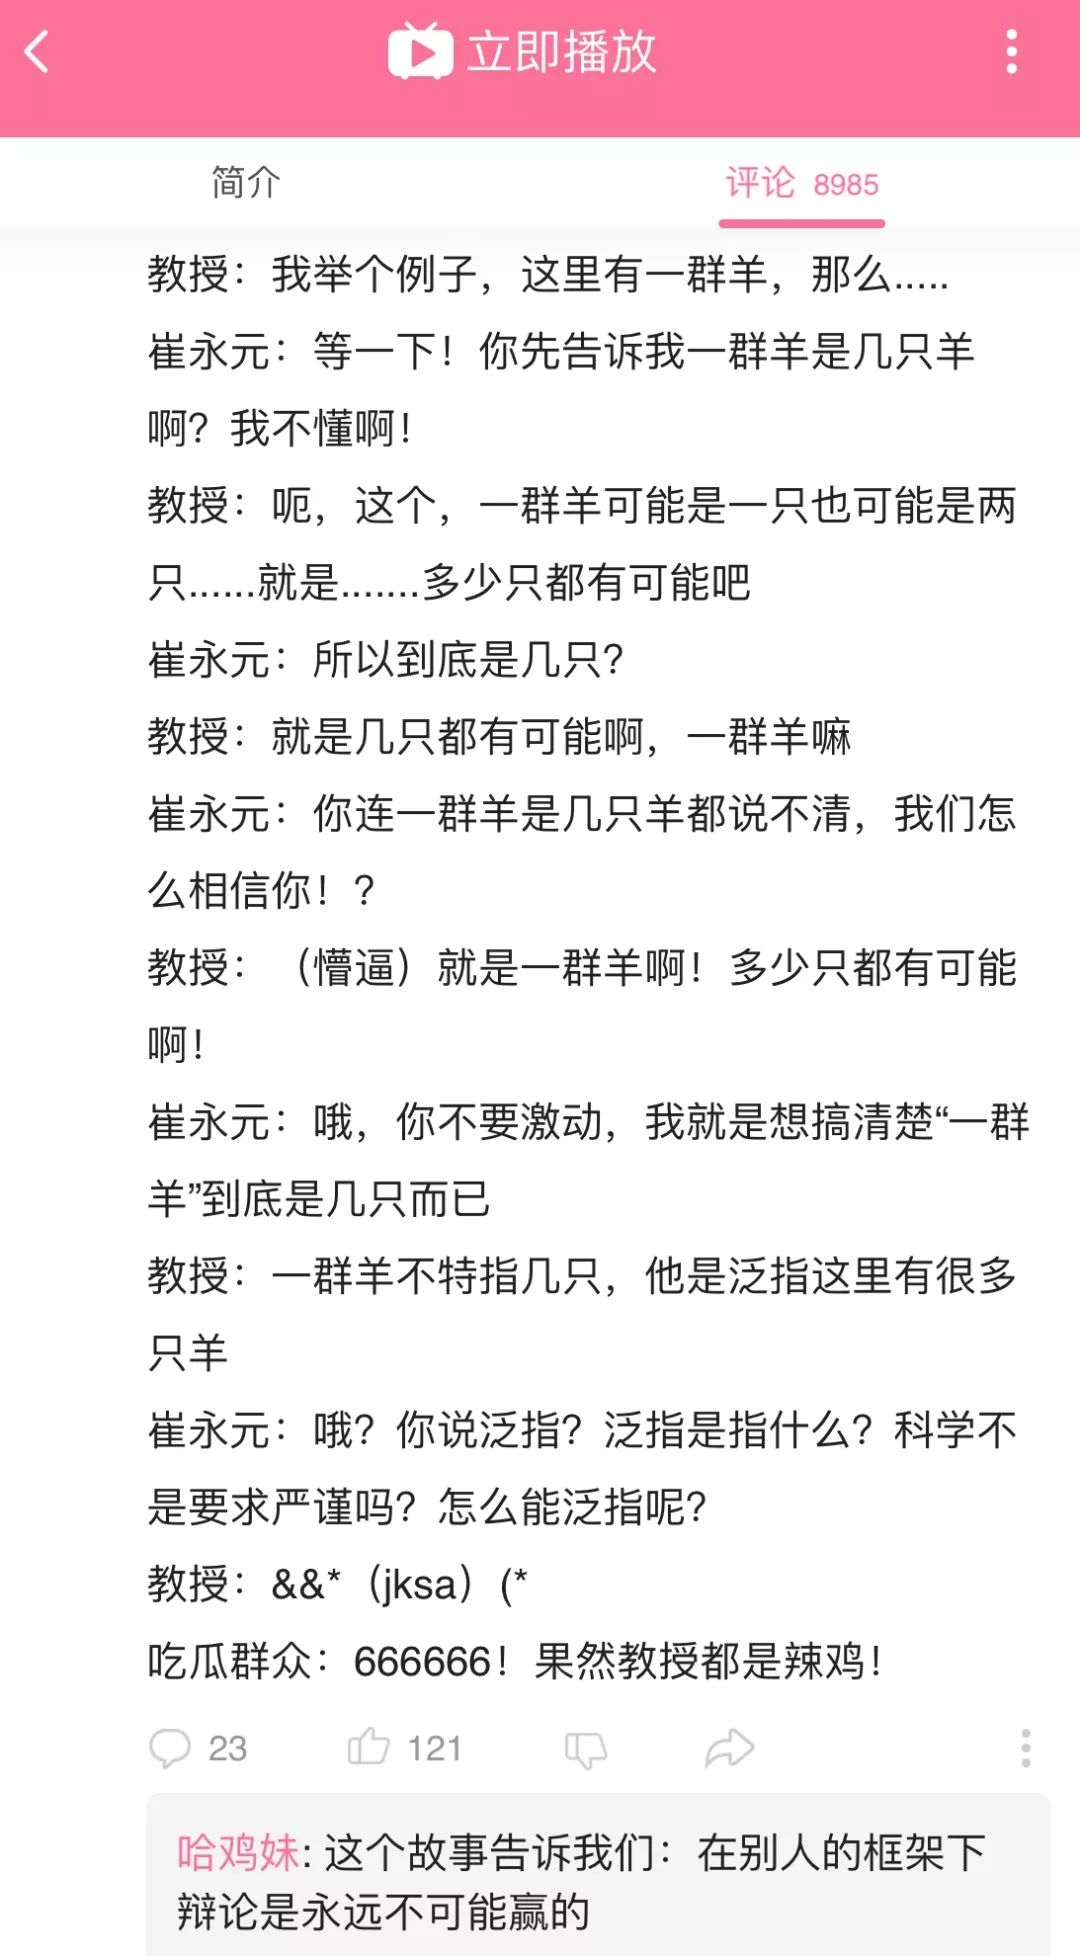 立即播放
简介
评论 8985
教授：我举个例子，这里有一群羊，那么.....
崔永元：等一下！你先告诉我一群羊是几只羊
啊？我不懂啊！
教授：呃，这个，一群羊可能是一只也可能是两
只......就是.......多少只都有可能吧
崔永元：所以到底是几只？
教授：就是几只都有可能啊，一群羊嘛
崔永元：你连一群羊是几只羊都说不清，我们怎
么相信你！？
教授：（懵逼）就是一群羊啊！多少只都有可能
啊！
崔永元：哦，你不要激动，我就是想搞清楚“一群
羊”到底是几只而已
教授：一群羊不特指几只，他是泛指这里有很多
只羊
崔永元：哦？你说泛指？泛指是指什么？科学不
是要求严谨吗？怎么能泛指呢？
教授：&&*（jksa）(*
吃瓜群众：666666！果然教授都是辣鸡！
23
121
哈鸡妹: 这个故事告诉我们：在别人的框架下
辩论是永远不可能赢的